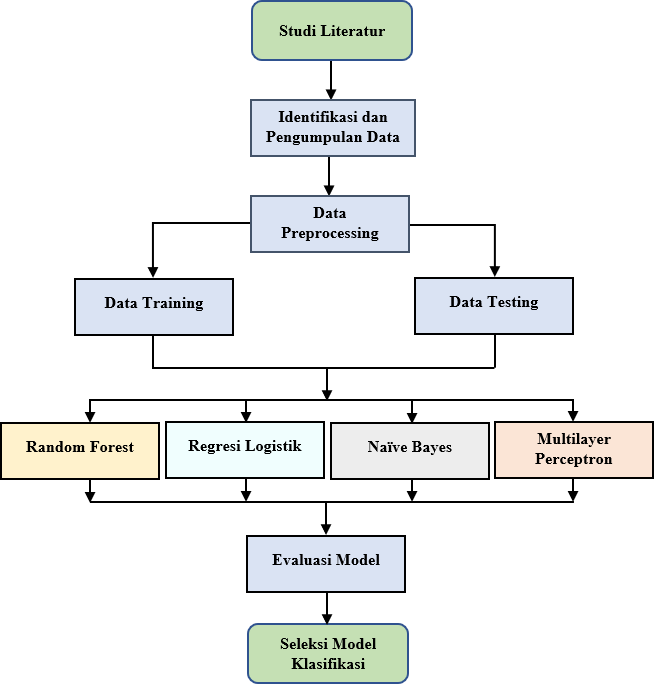 Studi Literatur
Identifikasi dan
Pengumpulan Data
Data
Preprocessing
Data Training
Data Testing
Random Forest
Regresi Logistik
Naïve Bayes
Multilayer
Perceptron
Evaluasi Model
Seleksi Model
Klasifikasi